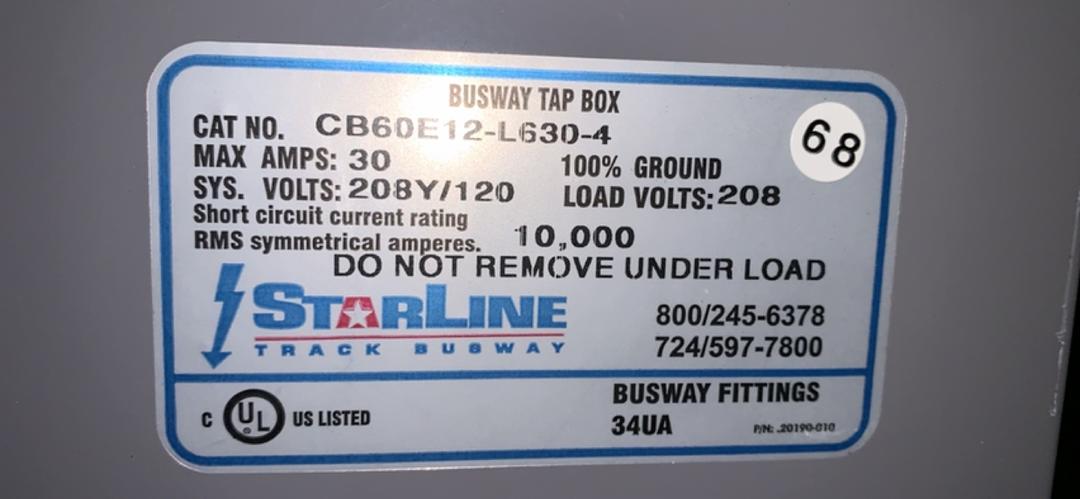 BUSWAY TAP BOX
CAT NO. CB60E12-L630-4
68
MAX AMPS: 30 100% GROUND
SYS. VOLTS: 208Y/120 LOAD VOLTS: 208
Short circuit current rating
RMS symmetrical amperes. 10,000
DO NOT REMOVE UNDER LOAD
STARLINE
TRACK BUSWAY
800/245-6378
724/597-7800
C UL US LISTED
BUSWAY FITTINGS
34UA P/N: .20190-010